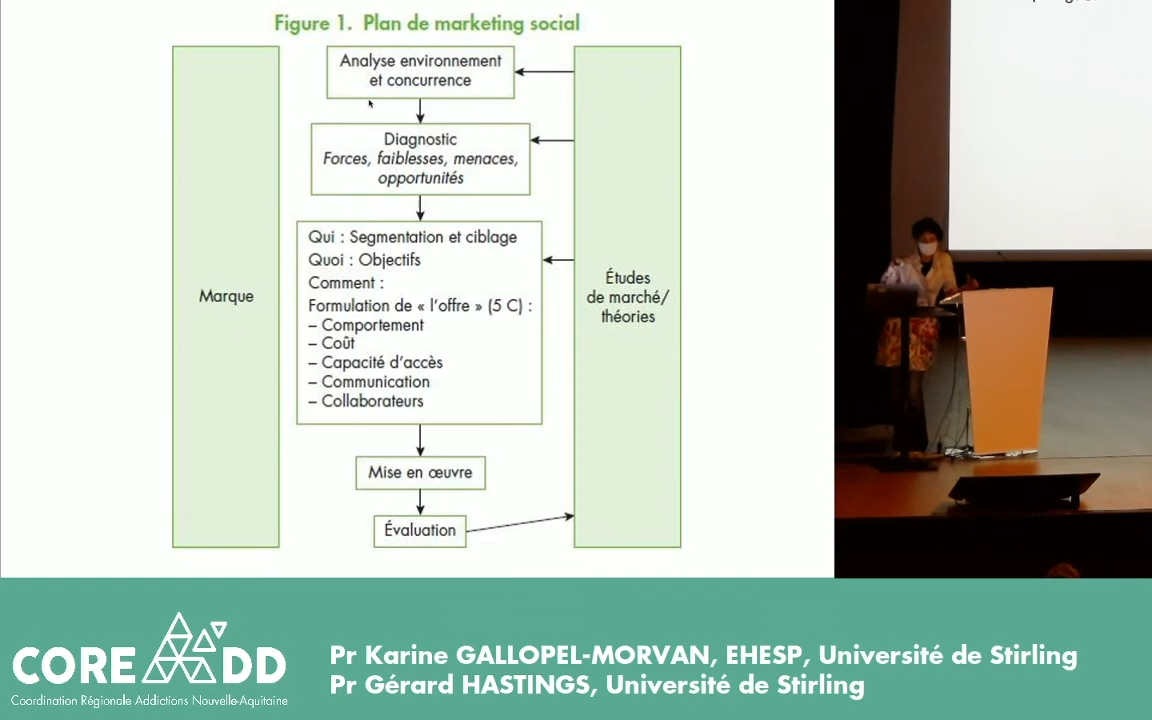 Figure 1. Plan de marketing social
Analyse environnement
et concurrence
Diagnostic
Forces, faiblesses, menaces,
opportunités
Qui : Segmentation et ciblage
Quoi : Objectifs
Comment :
Formulation de « l'offre » (5 C) :
– Comportement
– Coût
– Capacité d'accès
– Communication
– Collaborateurs
Mise en œuvre
Évaluation
Marque
Études
de marché/
théories
CORE ADD
Coordination Régionale Addictions Nouvelle-Aquitaine
Pr Karine GALLOPEL-MORVAN, EHESP, Université de Stirling
Pr Gérard HASTINGS, Université de Stirling